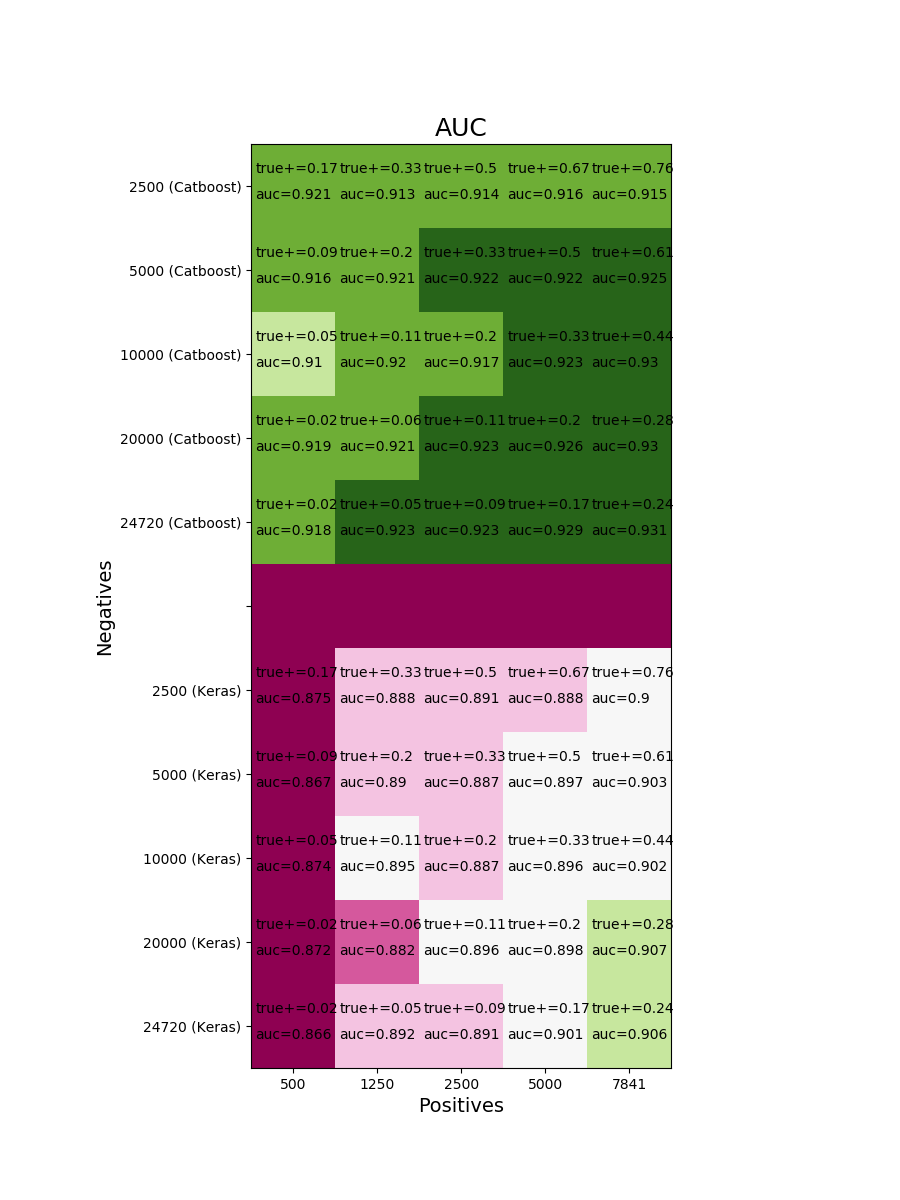 AUC
2500 (Catboost) true+=0.17 true+=0.33 true+=0.5 true+=0.67 true+=0.76
auc=0.921 auc=0.913 auc=0.914 auc=0.916 auc=0.915
5000 (Catboost) true+=0.09 true+=0.2 true+=0.33 true+=0.5 true+=0.61
auc=0.916 auc=0.921 auc=0.922 auc=0.922 auc=0.925
10000 (Catboost) true+=0.05 true+=0.11 true+=0.2 true+=0.33 true+=0.44
auc=0.91 auc=0.92 auc=0.917 auc=0.923 auc=0.93
20000 (Catboost) true+=0.02 true+=0.06 true+=0.11 true+=0.2 true+=0.28
auc=0.919 auc=0.921 auc=0.923 auc=0.926 auc=0.93
24720 (Catboost) true+=0.02 true+=0.05 true+=0.09 true+=0.17 true+=0.24
auc=0.918 auc=0.923 auc=0.923 auc=0.929 auc=0.931
Negatives
2500 (Keras) true+=0.17 true+=0.33 true+=0.5 true+=0.67 true+=0.76
auc=0.875 auc=0.888 auc=0.891 auc=0.888 auc=0.9
5000 (Keras) true+=0.09 true+=0.2 true+=0.33 true+=0.5 true+=0.61
auc=0.867 auc=0.89 auc=0.887 auc=0.897 auc=0.903
10000 (Keras) true+=0.05 true+=0.11 true+=0.2 true+=0.33 true+=0.44
auc=0.874 auc=0.895 auc=0.887 auc=0.896 auc=0.902
20000 (Keras) true+=0.02 true+=0.06 true+=0.11 true+=0.2 true+=0.28
auc=0.872 auc=0.882 auc=0.896 auc=0.898 auc=0.907
24720 (Keras) true+=0.02 true+=0.05 true+=0.09 true+=0.17 true+=0.24
auc=0.866 auc=0.892 auc=0.891 auc=0.901 auc=0.906
500 1250 2500 5000 7841
Positives